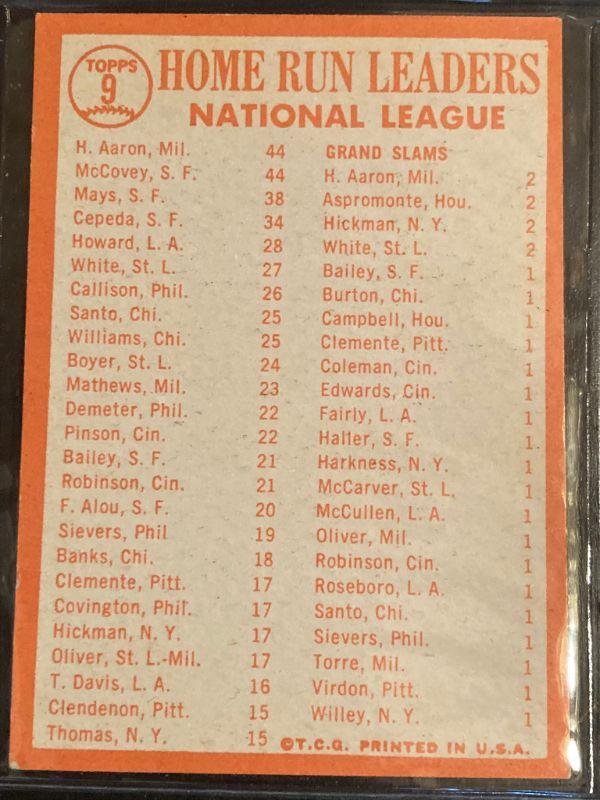 TOPPS
9
HOME RUN LEADERS
NATIONAL LEAGUE
H. Aaron, Mil. 44
McCovey, S. F. 44
Mays, S. F. 38
Cepeda, S. F. 34
Howard, L. A. 28
White, St. L. 27
Callison, Phil. 26
Santo, Chi. 25
Williams, Chi. 25
Boyer, St. L. 24
Mathews, Mil. 23
Demeter, Phil. 22
Pinson, Cin. 22
Bailey, S. F. 21
Robinson, Cin. 21
F. Alou, S. F. 20
Sievers, Phil 19
Banks, Chi. 18
Clemente, Pitt. 17
Covington, Phil. 17
Hickman, N. Y. 17
Oliver, St. L.-Mil. 17
T. Davis, L. A. 16
Clendenon, Pitt. 15
Thomas, N. Y. 15
GRAND SLAMS
H. Aaron, Mil. 2
Aspromonte, Hou. 2
Hickman, N. Y. 2
White, St. L. 2
Bailey, S. F. 1
Burton, Chi. 1
Campbell, Hou. 1
Clemente, Pitt. 1
Coleman, Cin. 1
Edwards, Cin. 1
Fairly, L. A. 1
Haller, S. F. 1
Harkness, N. Y. 1
McCarver, St. L. 1
McCullen, L. A. 1
Oliver, Mil. 1
Robinson, Cin. 1
Roseboro, L. A. 1
Santo, Chi. 1
Sievers, Phil. 1
Torre, Mil. 1
Virdon, Pitt. 1
Willey, N. Y. 1
©T.C.G. PRINTED IN U.S.A.